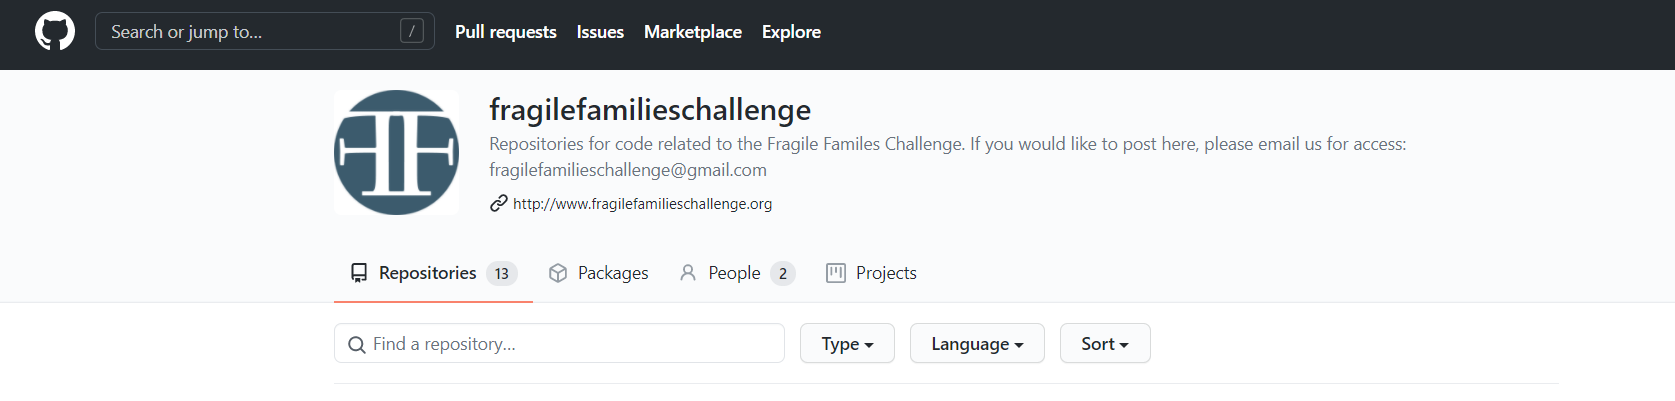 Search or jump to... / Pull requests Issues Marketplace Explore
fragilefamilieschallenge
Repositories for code related to the Fragile Familes Challenge. If you would like to post here, please email us for access:
fragilefamilieschallenge@gmail.com
http://www.fragilefamilieschallenge.org
Repositories 13 Packages People 2 Projects
Find a repository... Type Language Sort